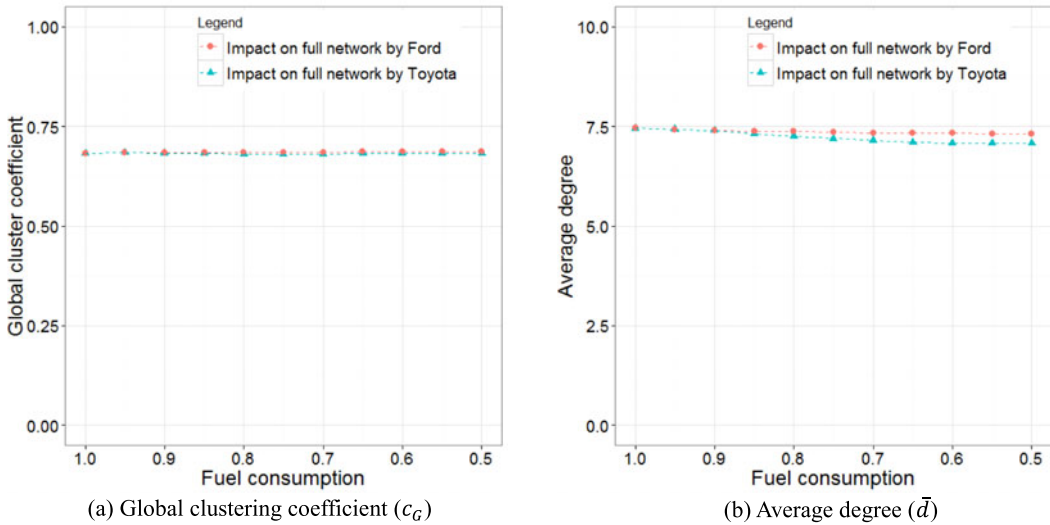 Legend
Impact on full network by Ford
Impact on full network by Toyota
1.00
0.75
0.50
0.25
0.00
Global cluster coefficient
1.0 0.9 0.8 0.7 0.6 0.5
Fuel consumption
(a) Global clustering coefficient (c_G)
Legend
Impact on full network by Ford
Impact on full network by Toyota
10.0
7.5
5.0
2.5
0.0
Average degree
1.0 0.9 0.8 0.7 0.6 0.5
Fuel consumption
(b) Average degree (d̄)